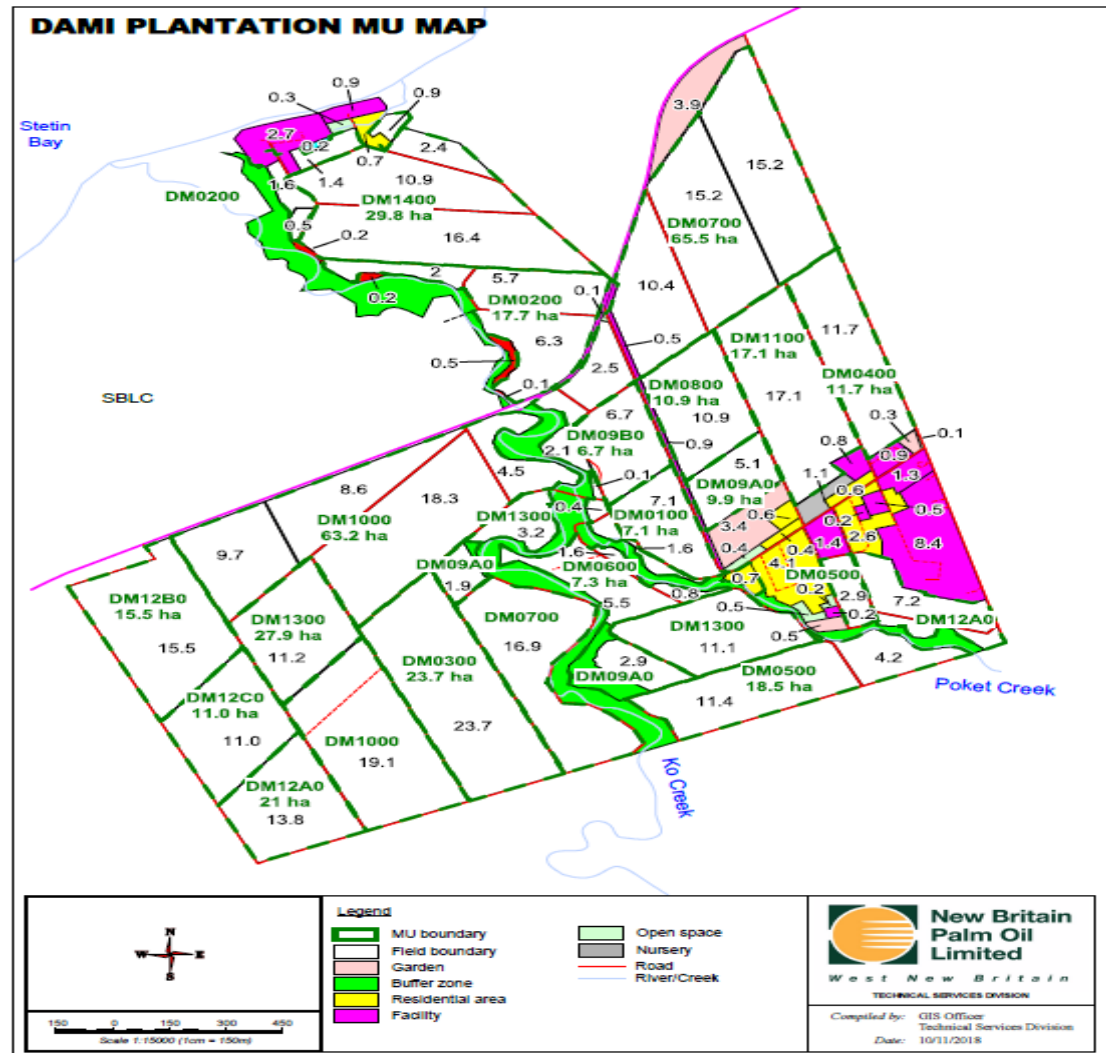 DAMI PLANTATION MU MAP
Stetin
Bay
0.3
0.9
0.9
2.7
0.2
0.7
2.4
1.6
1.4
10.9
DM0200
DM1400
29.8 ha
0.5
0.2
16.4
0.2
2
5.7
DM0200
17.7 ha
0.1
6.3
0.5
0.1
2.5
SBLC
3.9
15.2
15.2
DM0700
65.5 ha
10.4
0.5
DM1100
17.1 ha
17.1
11.7
DM0400
11.7 ha
DM0800
10.9 ha
10.9
0.9
6.7
DM09B0
6.7 ha
2.1
0.1
5.1
DM09A0
9.9 ha
0.3
0.1
0.8
0.9
1.3
1.1
0.6
0.5
0.6
0.2
3.4
0.4
0.4
1.4
2.6
8.4
4.1
0.7
DM0500
0.2
2.9
0.2
7.2
0.5
0.5
DM12A0
4.2
Poket Creek
8.6
18.3
4.5
DM1000
63.2 ha
DM1300
3.2
0.4
7.1
DM0100
7.1 ha
1.6
1.6
DM0600
7.3 ha
0.8
5.5
9.7
DM09A0
1.9
DM12B0
15.5 ha
15.5
DM1300
27.9 ha
11.2
DM0300
23.7 ha
23.7
DM0700
16.9
2.9
DM09A0
DM1300
11.1
DM0500
18.5 ha
11.4
DM12C0
11.0 ha
11.0
DM1000
19.1
DM12A0
21 ha
13.8
Ko Creek
N
W E
S
150 0 150 300 450
Scale 1:15000 (1cm = 150m)
Legend
MU boundary
Field boundary
Garden
Buffer zone
Residential area
Facility
Open space
Nursery
Road
River/Creek
New Britain
Palm Oil
Limited
West New Britain
TECHNICAL SERVICES DIVISION
Compiled by: GIS Officer
Technical Services Division
Date: 10/11/2018